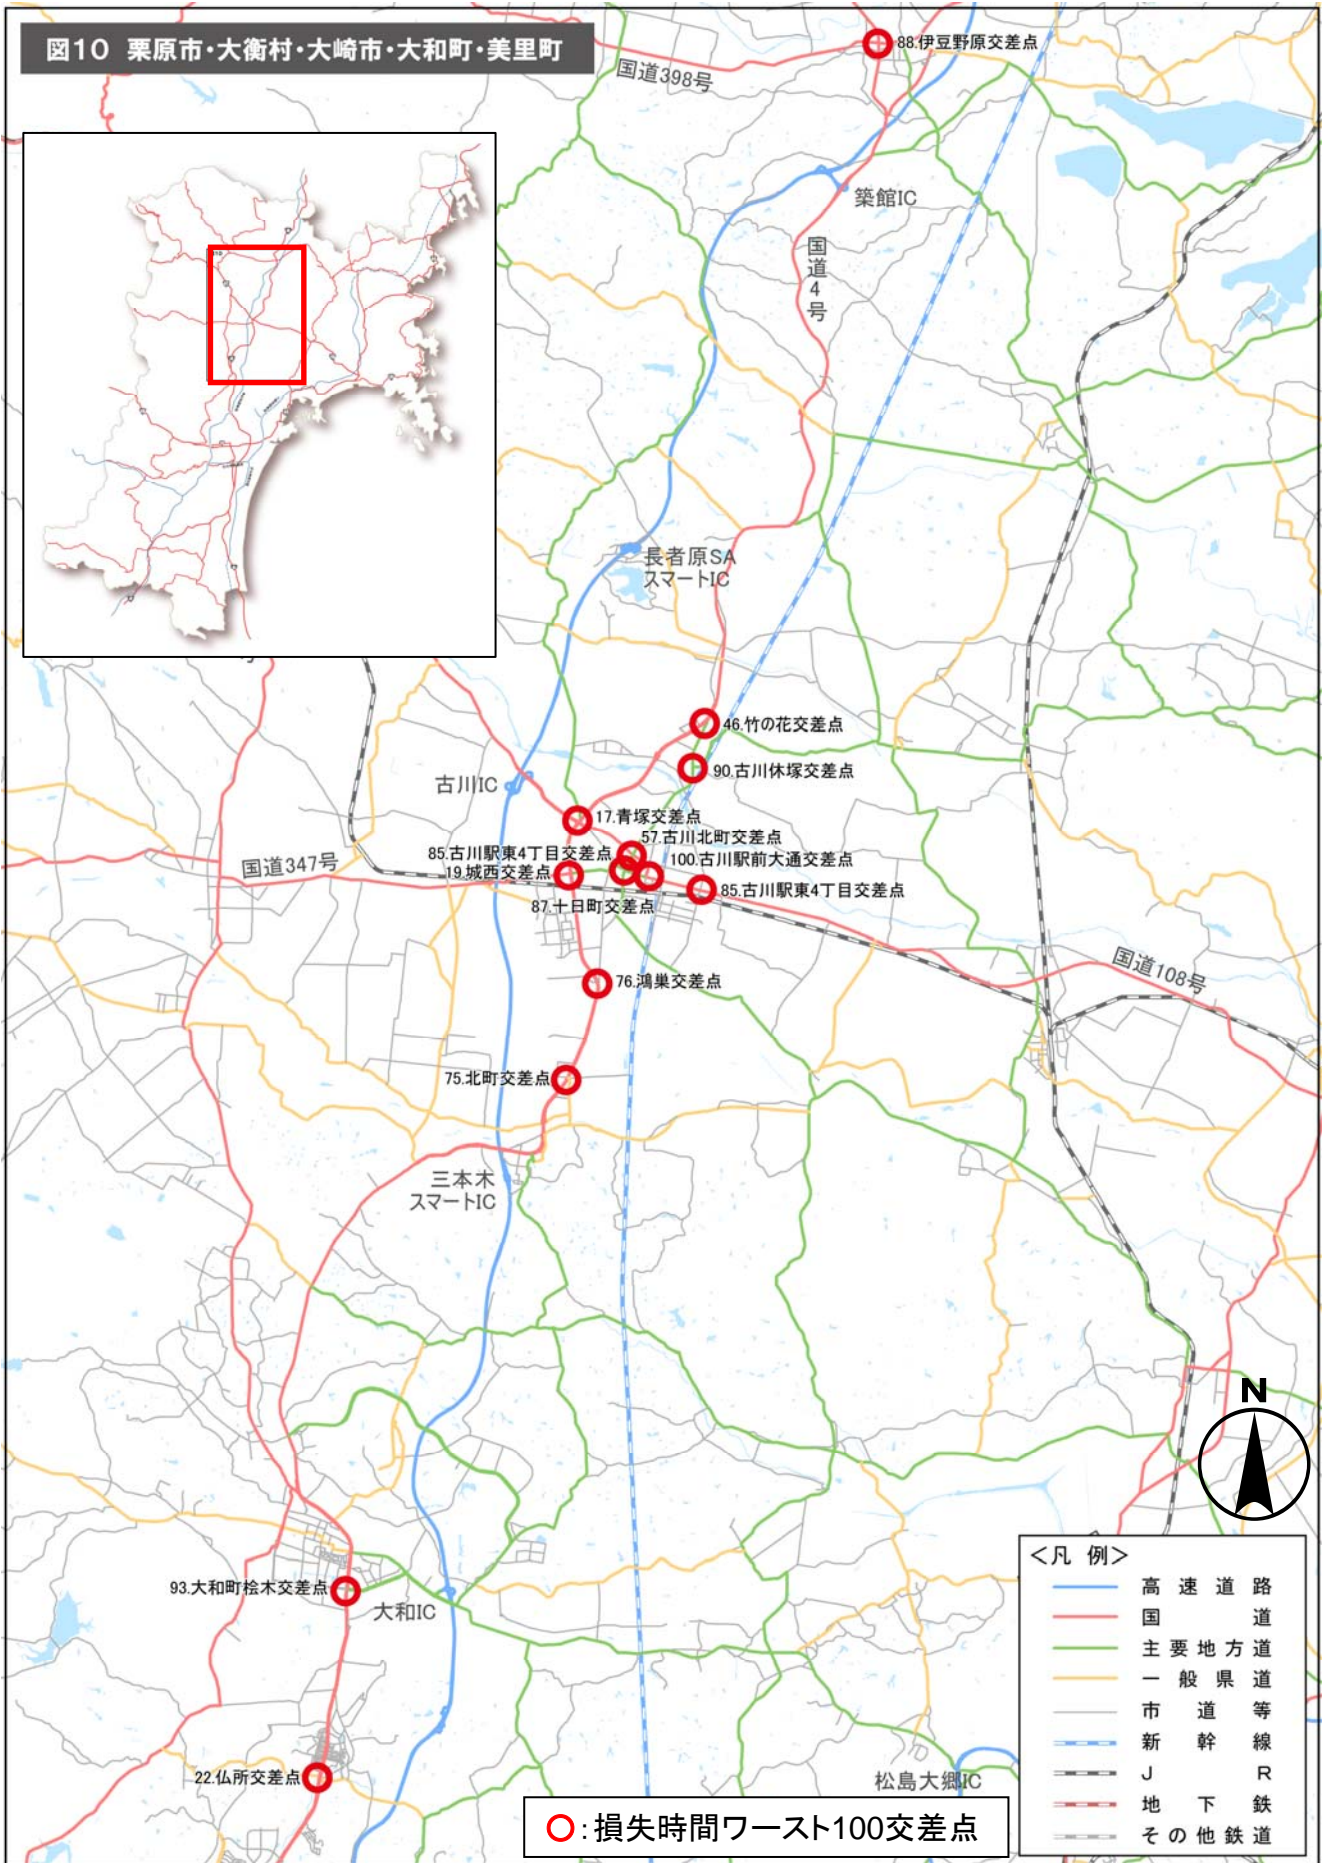 図10 栗原市・大衡村・大崎市・大和町・美里町
88.伊豆野原交差点
国道398号
築館IC
国道4号
長者原SA
スマートIC
46.竹の花交差点
90.古川休塚交差点
古川IC
17.青塚交差点
57.古川北町交差点
85.古川駅東4丁目交差点
100.古川駅前大通交差点
国道347号
19.城西交差点
85.古川駅東4丁目交差点
87.十日町交差点
国道108号
76.鴻巣交差点
75.北町交差点
三本木
スマートIC
N
<凡 例>
高速道路
国道
主要地方道
一般県道
市道等
新幹線
JR
地下鉄
その他鉄道
93.大和町桧木交差点
大和IC
22.仏所交差点
松島大郷IC
○:損失時間ワースト100交差点